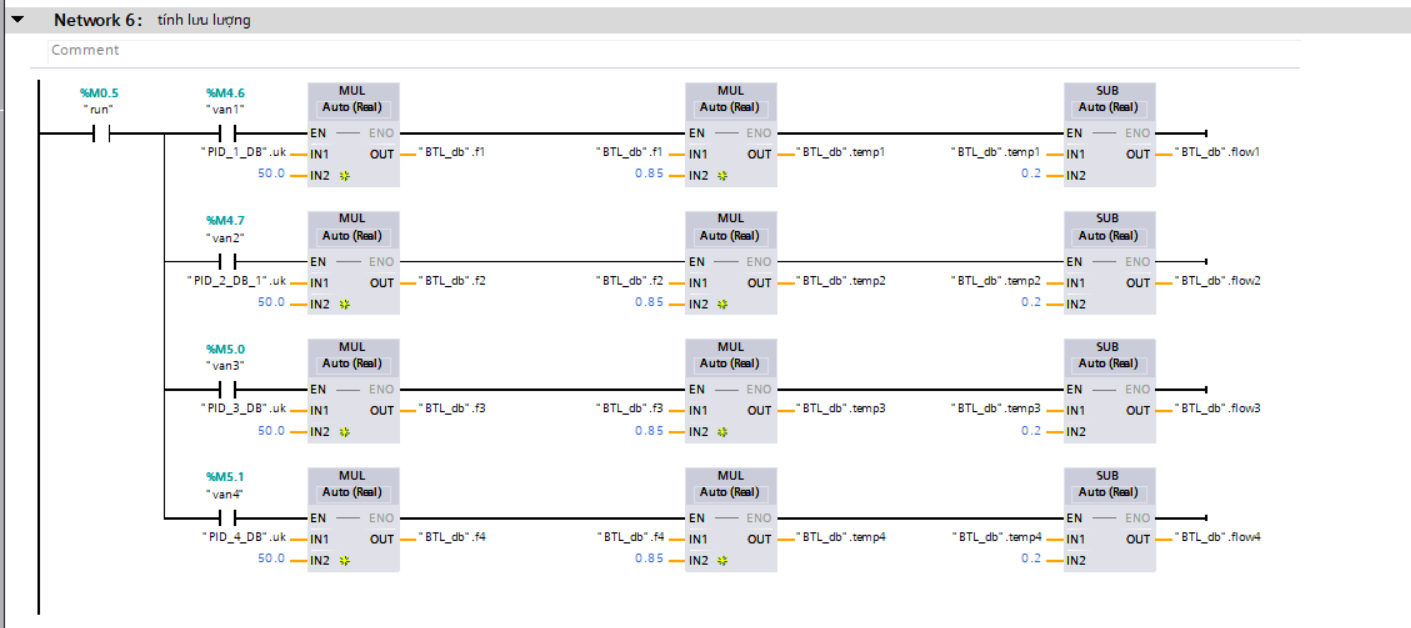 Network 6: tính lưu lượng
Comment
%M0.5 %M4.6 MUL MUL SUB
"run" "van1" Auto (Real) Auto (Real) Auto (Real)
EN ENO EN ENO EN ENO
"PID_1_DB".uk IN1 OUT "BTL_db".f1 "BTL_db".f1 IN1 OUT "BTL_db".temp1 "BTL_db".temp1 IN1 OUT "BTL_db".flow1
50.0 IN2 0.85 IN2 0.2 IN2
%M4.7 MUL MUL SUB
"van2" Auto (Real) Auto (Real) Auto (Real)
EN ENO EN ENO EN ENO
"PID_2_DB_1".uk IN1 OUT "BTL_db".f2 "BTL_db".f2 IN1 OUT "BTL_db".temp2 "BTL_db".temp2 IN1 OUT "BTL_db".flow2
50.0 IN2 0.85 IN2 0.2 IN2
%M5.0 MUL MUL SUB
"van3" Auto (Real) Auto (Real) Auto (Real)
EN ENO EN ENO EN ENO
"PID_3_DB".uk IN1 OUT "BTL_db".f3 "BTL_db".f3 IN1 OUT "BTL_db".temp3 "BTL_db".temp3 IN1 OUT "BTL_db".flow3
50.0 IN2 0.85 IN2 0.2 IN2
%M5.1 MUL MUL SUB
"van4" Auto (Real) Auto (Real) Auto (Real)
EN ENO EN ENO EN ENO
"PID_4_DB".uk IN1 OUT "BTL_db".f4 "BTL_db".f4 IN1 OUT "BTL_db".temp4 "BTL_db".temp4 IN1 OUT "BTL_db".flow4
50.0 IN2 0.85 IN2 0.2 IN2